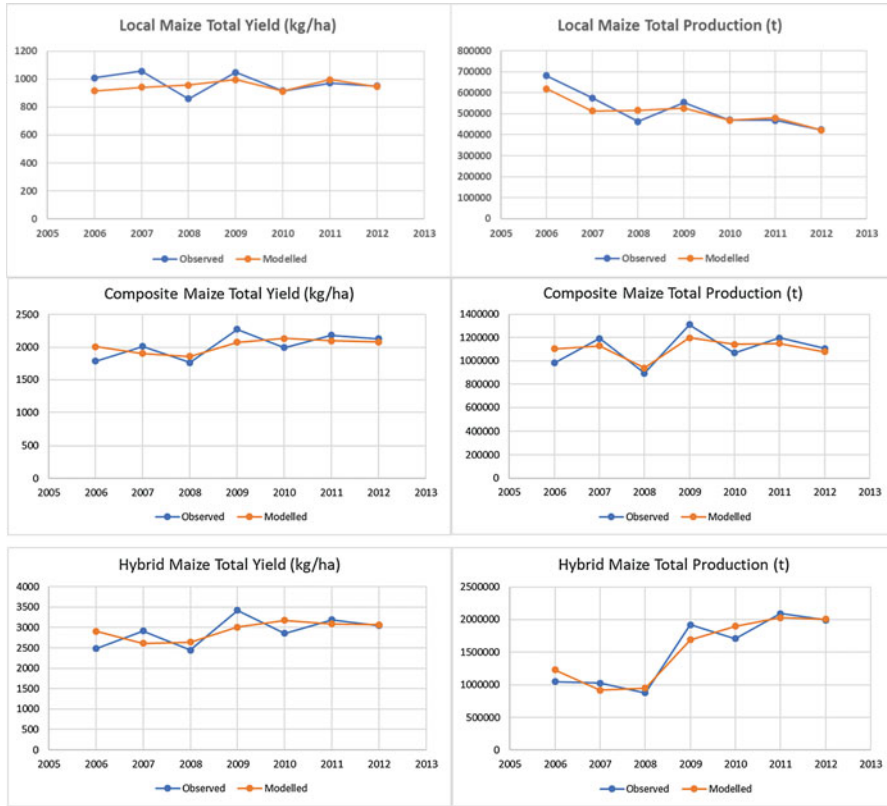 Local Maize Total Yield (kg/ha)
1200
1000
800
600
400
200
0
2005 2006 2007 2008 2009 2010 2011 2012 2013
Observed Modelled
Local Maize Total Production (t)
800000
700000
600000
500000
400000
300000
200000
100000
0
2005 2006 2007 2008 2009 2010 2011 2012 2013
Observed Modelled
Composite Maize Total Yield (kg/ha)
2500
2000
1500
1000
500
0
2005 2006 2007 2008 2009 2010 2011 2012 2013
Observed Modelled
Composite Maize Total Production (t)
1400000
1200000
1000000
800000
600000
400000
200000
0
2005 2006 2007 2008 2009 2010 2011 2012 2013
Observed Modelled
Hybrid Maize Total Yield (kg/ha)
4000
3500
3000
2500
2000
1500
1000
500
0
2005 2006 2007 2008 2009 2010 2011 2012 2013
Observed Modelled
Hybrid Maize Total Production (t)
2500000
2000000
1500000
1000000
500000
0
2005 2006 2007 2008 2009 2010 2011 2012 2013
Observed Modelled